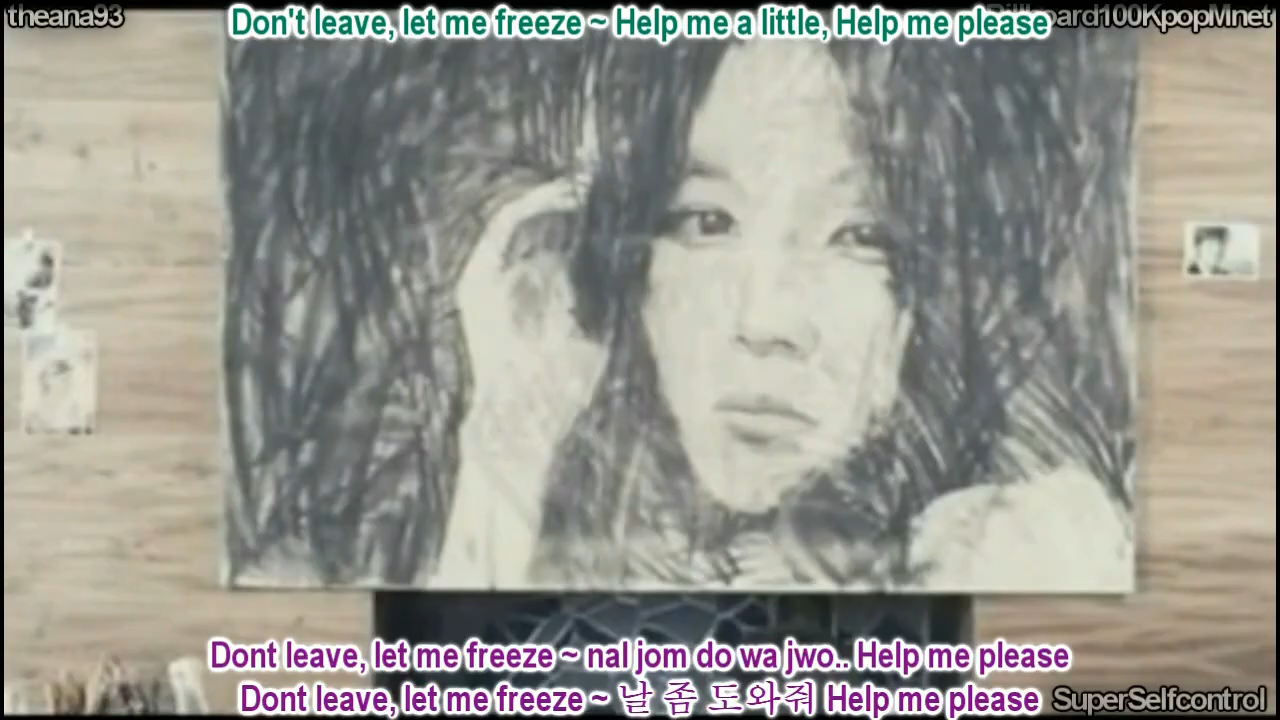 theana93
Don't leave, let me freeze ~ Help me a little, Help me please
Billboard100KpopMnet
Dont leave, let me freeze ~ nal jom do wa jwo.. Help me please
Dont leave, let me freeze ~ 날 좀 도와줘 Help me please
SuperSelfcontrol